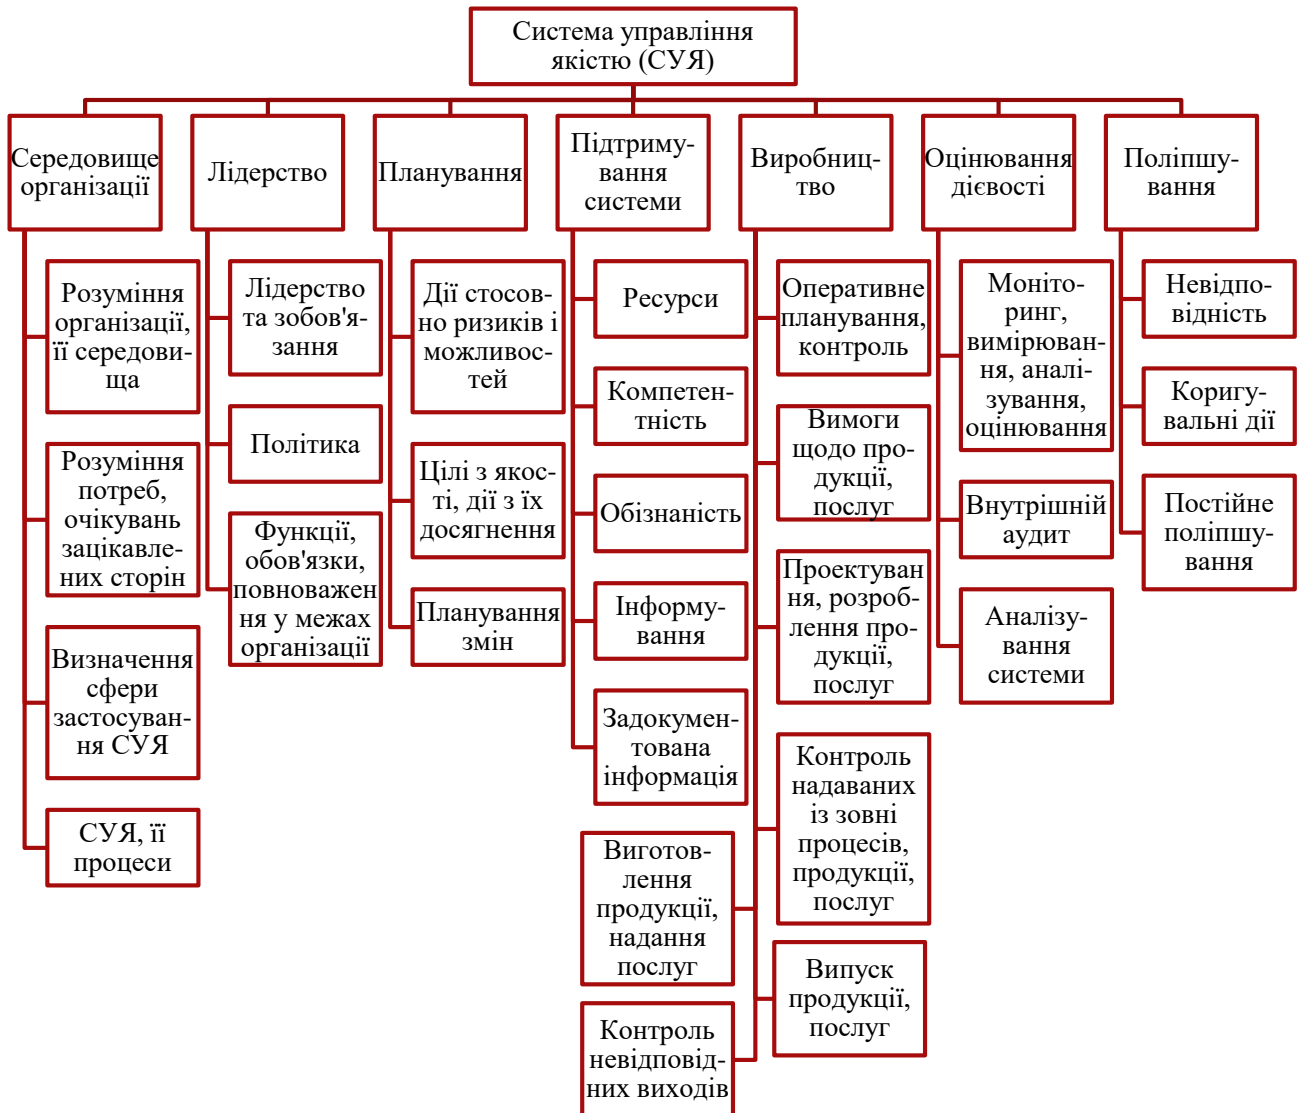 Система управління
якістю (СУЯ)
Середовище
організації
Лідерство
Планування
Підтриму-
вання
системи
Виробниц-
тво
Оцінювання
дієвості
Поліпшу-
вання
Розуміння
організації,
її середови-
ща
Розуміння
потреб,
очікувань
зацікавле-
них сторін
Визначення
сфери
застосуван-
ня СУЯ
СУЯ, її
процеси
Лідерство
та зобов'я-
зання
Політика
Функції,
обов'язки,
повноважен
ня у межах
організації
Дії стосов-
но ризиків і
можливос-
тей
Цілі з якос-
ті, дії з їх
досягнення
Планування
змін
Ресурси
Компетен-
тність
Обізнаність
Інформу-
вання
Задокумен-
тована
інформація
Оперативне
планування,
контроль
Вимоги
щодо про-
дукції,
послуг
Проектуван
ня, розроб-
лення про-
дукції,
послуг
Контроль
надаваних
із зовні
процесів,
продукції,
послуг
Виготов-
лення
продукції,
надання
послуг
Випуск
продукції,
послуг
Контроль
невідповід-
них виходів
Моніто-
ринг,
вимірюван-
ня, аналі-
зування,
оцінювання
Внутрішній
аудит
Аналізу-
вання
системи
Невідпо-
відність
Коригу-
вальні дії
Постійне
поліпшу-
вання